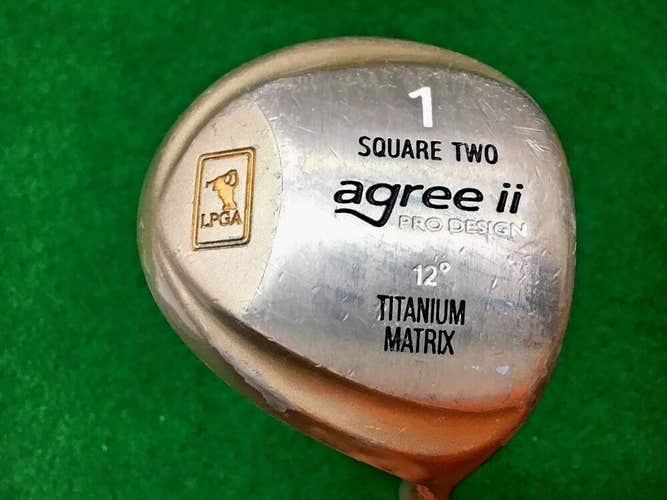 1
SQUARE TWO
agree ii
PRO DESIGN
12°
TITANIUM
MATRIX
LPGA